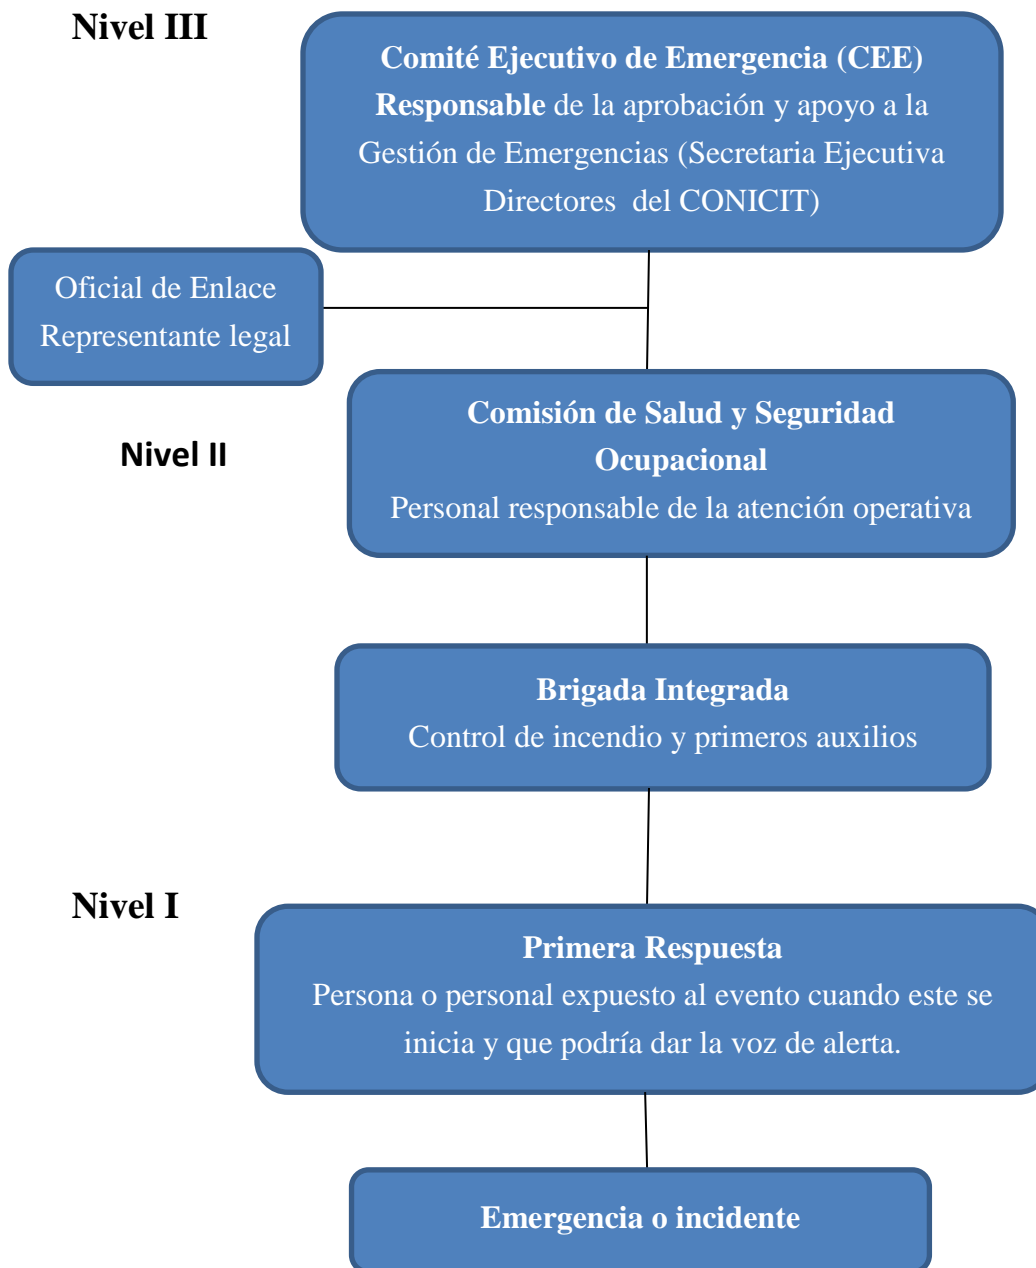 Nivel III
Comité Ejecutivo de Emergencia (CEE)
Responsable de la aprobación y apoyo a la
Gestión de Emergencias (Secretaria Ejecutiva
Directores del CONICIT)
Oficial de Enlace
Representante legal
Comisión de Salud y Seguridad
Ocupacional
Personal responsable de la atención operativa
Nivel II
Brigada Integrada
Control de incendio y primeros auxilios
Nivel I
Primera Respuesta
Persona o personal expuesto al evento cuando este se
inicia y que podría dar la voz de alerta.
Emergencia o incidente